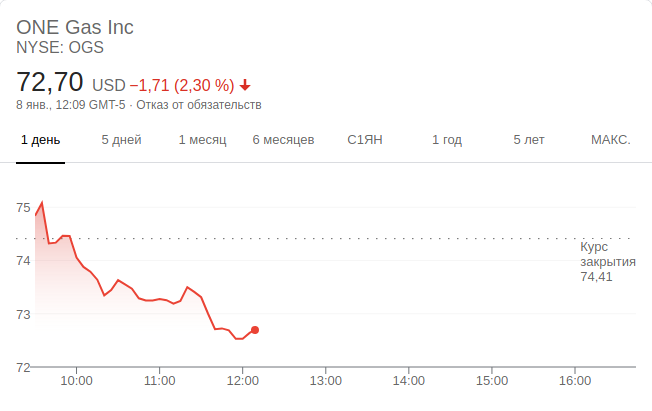 ONE Gas Inc
NYSE: OGS
72,70 USD −1,71 (2,30 %)
8 янв., 12:09 GMT-5 · Отказ от обязательств
1 день 5 дней 1 месяц 6 месяцев С1ЯН 1 год 5 лет МАКС.
75
Курс
закрытия
74,41
74
73
72
10:00 11:00 12:00 13:00 14:00 15:00 16:00